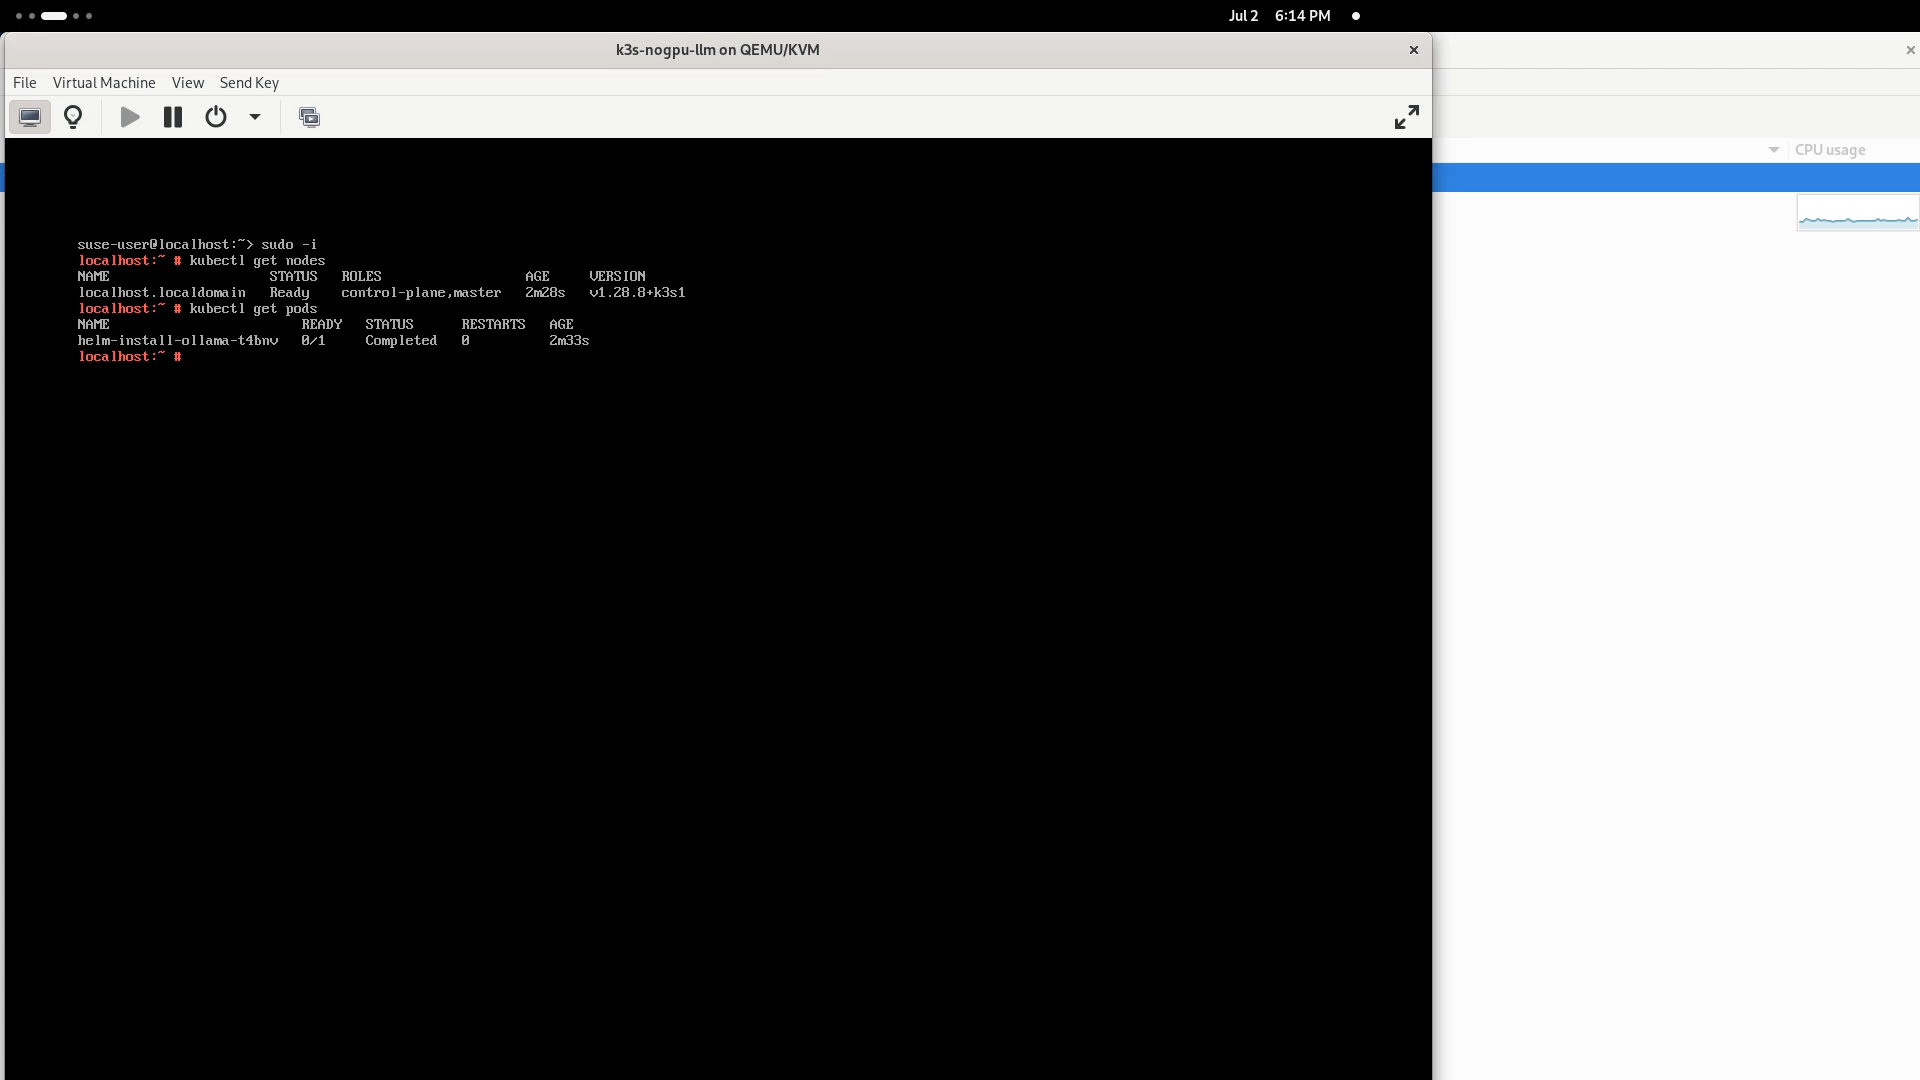 Jul 2 6:14 PM
k3s-nogpu-llm on QEMU/KVM
File Virtual Machine View Send Key
CPU usage
suse-user@localhost:~> sudo -i
localhost:~ # kubectl get nodes
NAME STATUS ROLES AGE VERSION
localhost.localdomain Ready control-plane,master 2m28s v1.28.8+k3s1
localhost:~ # kubectl get pods
NAME READY STATUS RESTARTS AGE
helm-install-ollama-t4bnv 0/1 Completed 0 2m33s
localhost:~ #